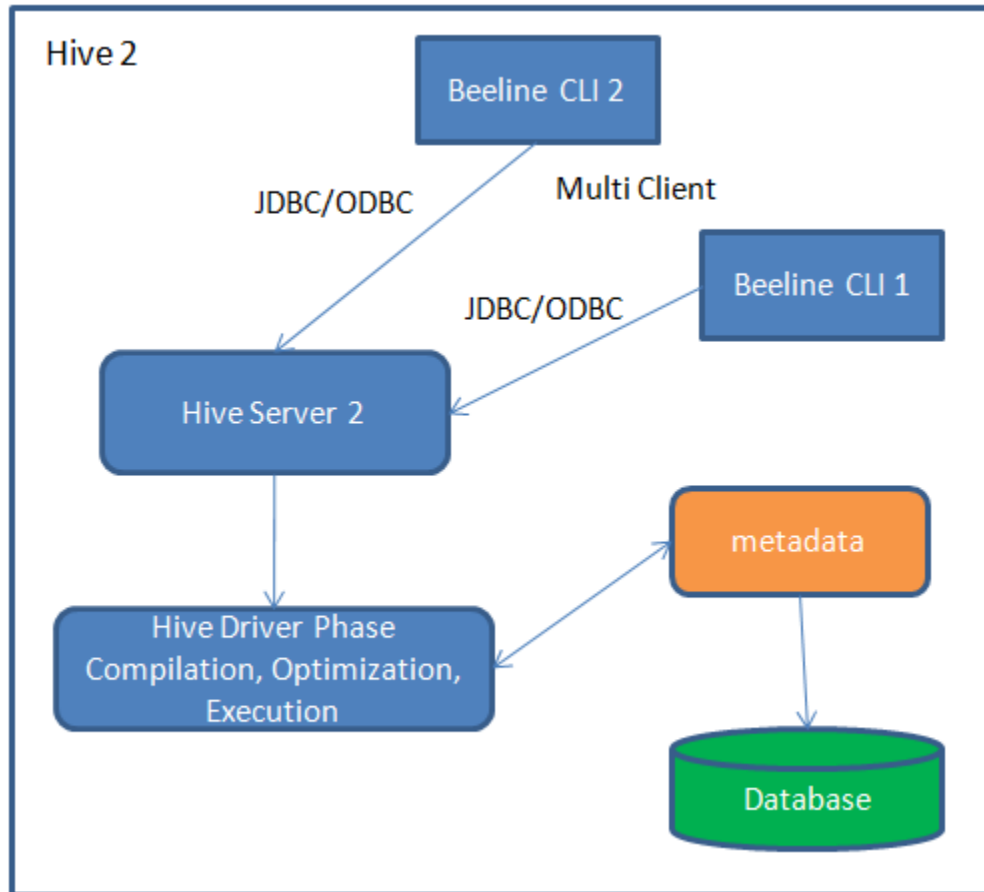 Hive 2
Beeline CLI 2
JDBC/ODBC
Multi Client
Beeline CLI 1
JDBC/ODBC
Hive Server 2
metadata
Hive Driver Phase
Compilation, Optimization,
Execution
Database